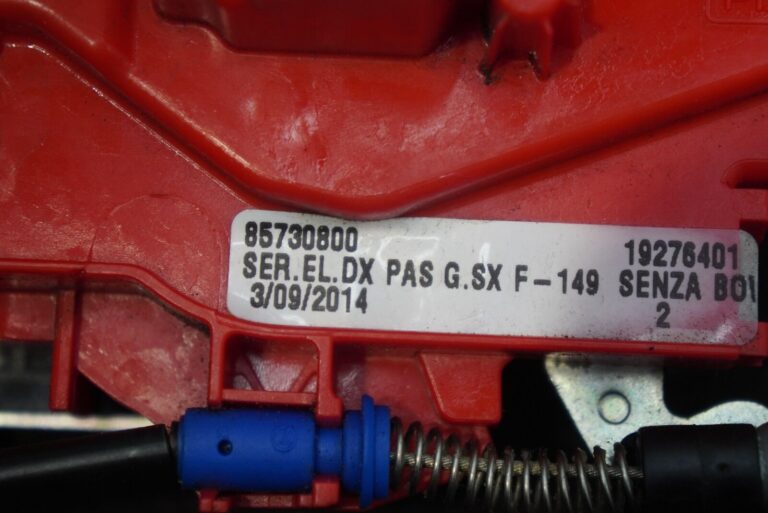 85730800 19276401
SER.EL.DX PAS G.SX F-149 SENZA
3/09/2014 2